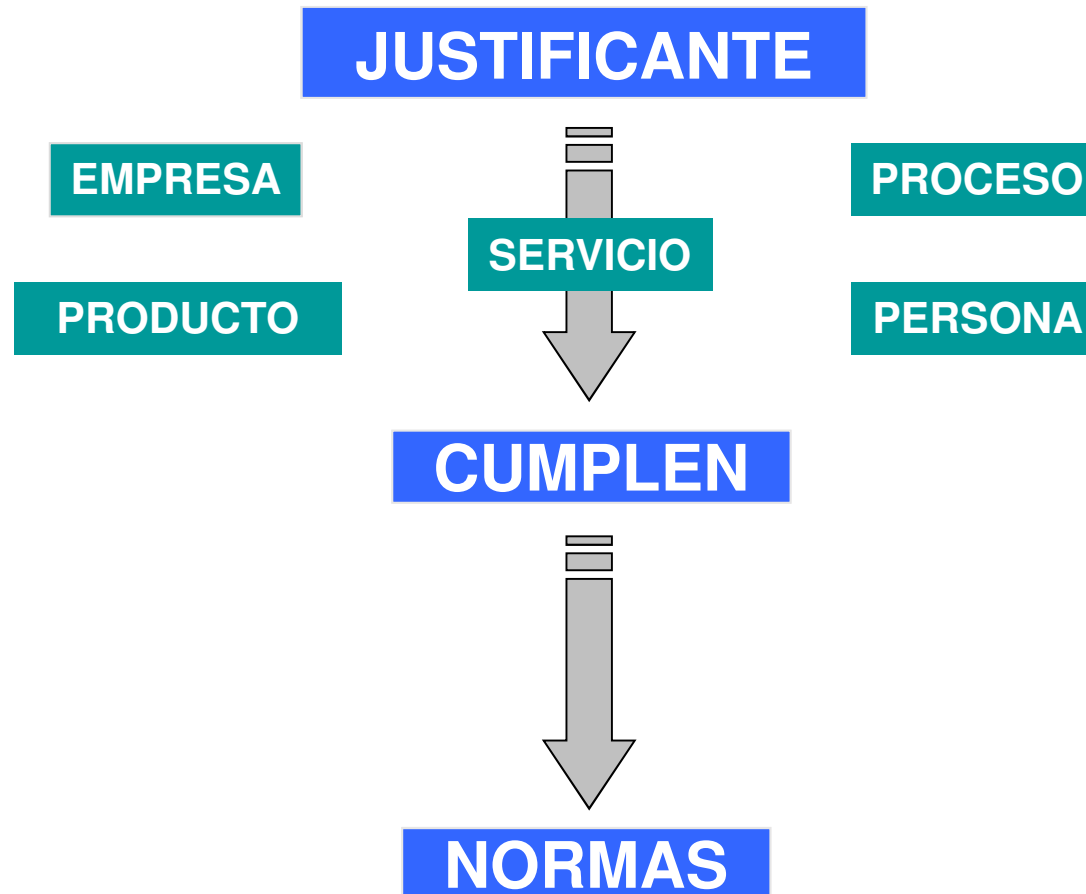 JUSTIFICANTE
EMPRESA
PROCESO
SERVICIO
PRODUCTO
PERSONA
CUMPLEN
NORMAS